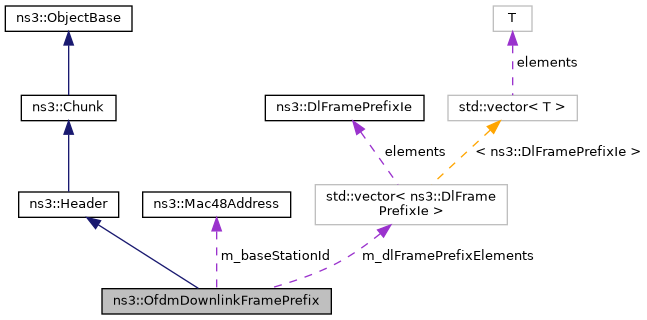 ns3::ObjectBase
T
elements
ns3::Chunk
ns3::DlFramePrefixIe
std::vector< T >
elements
< ns3::DlFramePrefixIe >
ns3::Header
ns3::Mac48Address
std::vector< ns3::DlFrame
PrefixIe >
m_baseStationId
m_dlFramePrefixElements
ns3::OfdmDownlinkFramePrefix